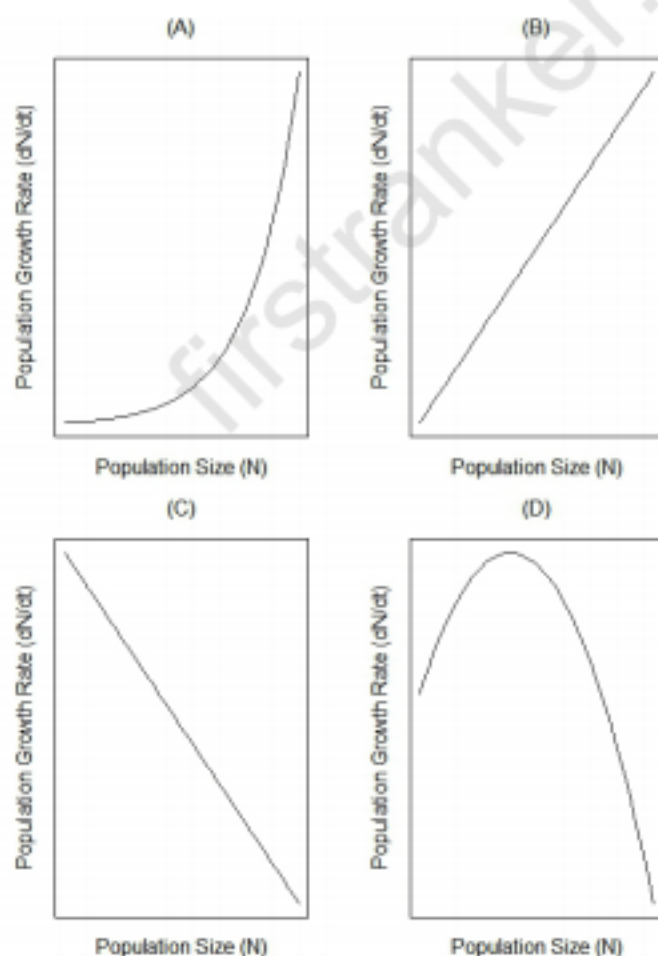 (A)
Population Growth Rate (dN/dt)
Population Size (N)
(B)
Population Growth Rate (dN/dt)
Population Size (N)
(C)
Population Growth Rate (dN/dt)
Population Size (N)
(D)
Population Growth Rate (dN/dt)
Population Size (N)
firstranker.